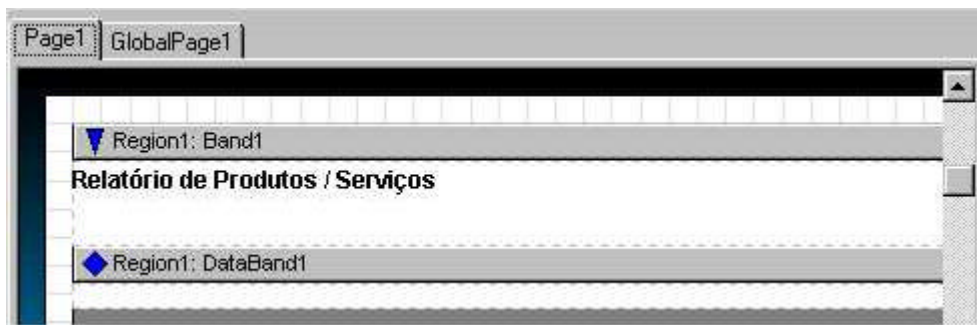 Page1 GlobalPage1
Region1: Band1
Relatório de Produtos / Serviços
Region1: DataBand1